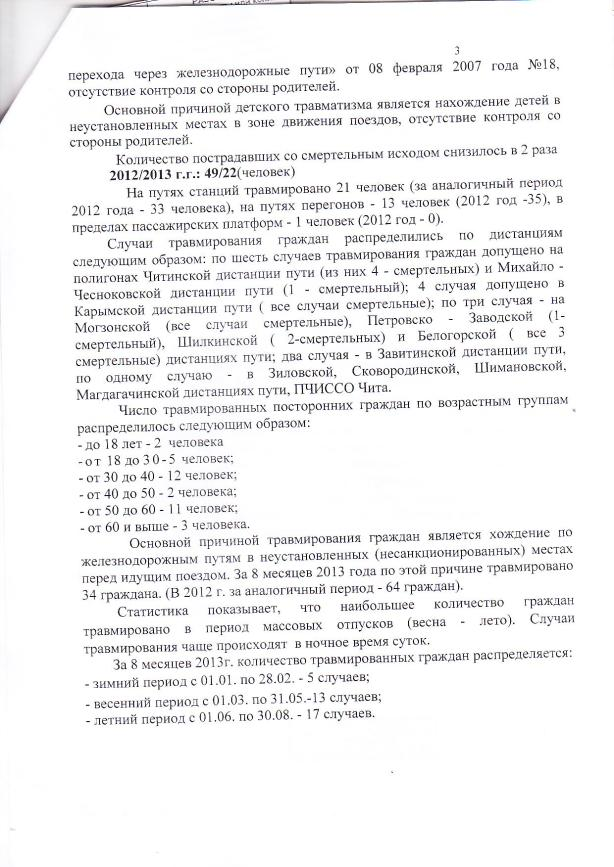 3
перехода через железнодорожные пути» от 08 февраля 2007 года №18,
отсутствие контроля со стороны родителей.
Основной причиной детского травматизма является нахождение детей в
неустановленных местах в зоне движения поездов, отсутствие контроля со
стороны родителей.
Количество пострадавших со смертельным исходом снизилось в 2 раза
2012/2013 г.г.: 49/22(человек)
На путях станций травмировано 21 человек (за аналогичный период
2012 года - 33 человека), на путях перегонов - 13 человек (2012 год -35), в
пределах пассажирских платформ - 1 человек (2012 год - 0).
Случаи травмирования граждан распределились по дистанциям
следующим образом: по шесть случаев травмирования граждан допущено на
полигонах Читинской дистанции пути (из них 4 - смертельных) и Михайло -
Чесноковской дистанции пути (1 - смертельный); 4 случая допущено в
Карымской дистанции пути ( все случаи смертельные); по три случая - на
Могзонской (все случаи смертельные), Петровско - Заводской (1-
смертельный), Шилкинской ( 2-смертельных) и Белогорской ( все 3
смертельные) дистанциях пути; два случая - в Завитинской дистанции пути,
по одному случаю - в Зиловской, Сковородинской, Шимановской,
Магдагачинской дистанциях пути, ПЧИССО Чита.
Число травмированных посторонних граждан по возрастным группам
распределилось следующим образом:
- до 18 лет - 2 человека
- от 18 до 30 - 5 человек;
- от 30 до 40 - 12 человек;
- от 40 до 50 - 2 человека;
- от 50 до 60 - 11 человек;
- от 60 и выше - 3 человека.
Основной причиной травмирования граждан является хождение по
железнодорожным путям в неустановленных (несанкционированных) местах
перед идущим поездом. За 8 месяцев 2013 года по этой причине травмировано
34 граждана. (В 2012 г. за аналогичный период - 64 граждан).
Статистика показывает, что наибольшее количество граждан
травмировано в период массовых отпусков (весна - лето). Случаи
травмирования чаще происходят в ночное время суток.
За 8 месяцев 2013г. количество травмированных граждан распределяется:
- зимний период с 01.01. по 28.02. - 5 случаев;
- весенний период с 01.03. по 31.05.-13 случаев;
- летний период с 01.06. по 30.08. - 17 случаев.